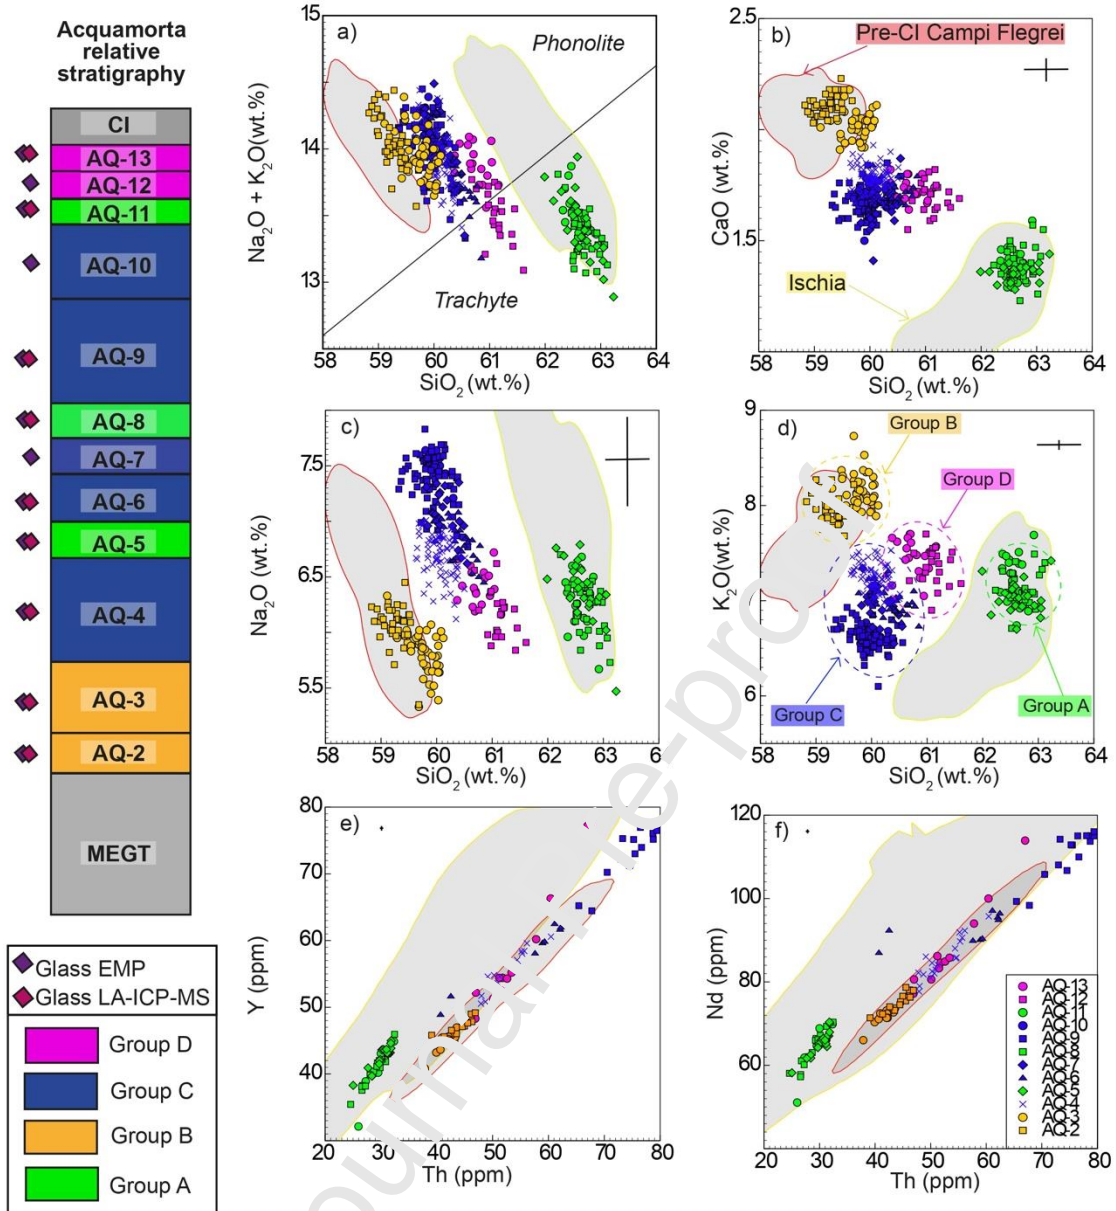 Acquamorta
relative
stratigraphy
CI
AQ-13
AQ-12
AQ-11
AQ-10
AQ-9
AQ-8
AQ-7
AQ-6
AQ-5
AQ-4
AQ-3
AQ-2
MEGT
Glass EMP
Glass LA-ICP-MS
Group D
Group C
Group B
Group A
a)
Phonolite
Trachyte
15
14
13
Na₂O + K₂O(wt.%)
58 59 60 61 62 63 64
SiO₂ (wt.%)
b)
Pre-CI Campi Flegrei
Ischia
2.5
1.5
CaO (wt.%)
58 59 60 61 62 63 64
SiO₂ (wt.%)
c)
7.5
6.5
5.5
Na₂O (wt.%)
58 59 60 61 62 63 6
SiO₂ (wt.%)
d)
Group B
Group D
Group C
Group A
9
8
6
K₂O(wt.%)
58 59 60 61 62 63 64
SiO₂ (wt.%)
e)
80
70
60
50
40
Y (ppm)
20 30 40 50 60 70 80
Th (ppm)
f)
120
100
80
60
Nd (ppm)
20 30 40 50 60 70 80
Th (ppm)
AQ-13
AQ-12
AQ-11
AQ-10
AQ-9
AQ-8
AQ-7
AQ-6
AQ-5
AQ-4
AQ-3
AQ-2